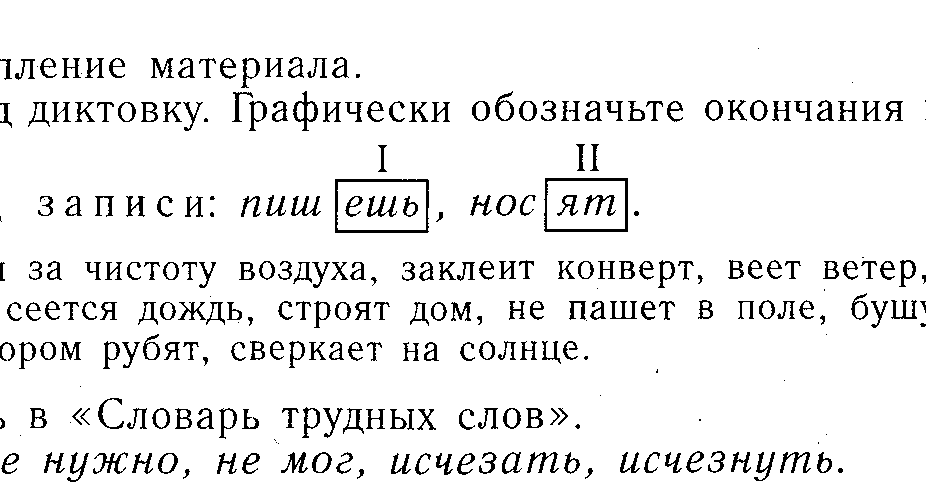 пление материала.
д диктовку. Графически обозначьте окончания
I II
записи: пиш ешь, нос ят.
за чистоту воздуха, заклеит конверт, веет ветер,
сеется дождь, строят дом, не пашет в поле, бушу
ором рубят, сверкает на солнце.
ь в «Словарь трудных слов».
е нужно, не мог, исчезать, исчезнуть.